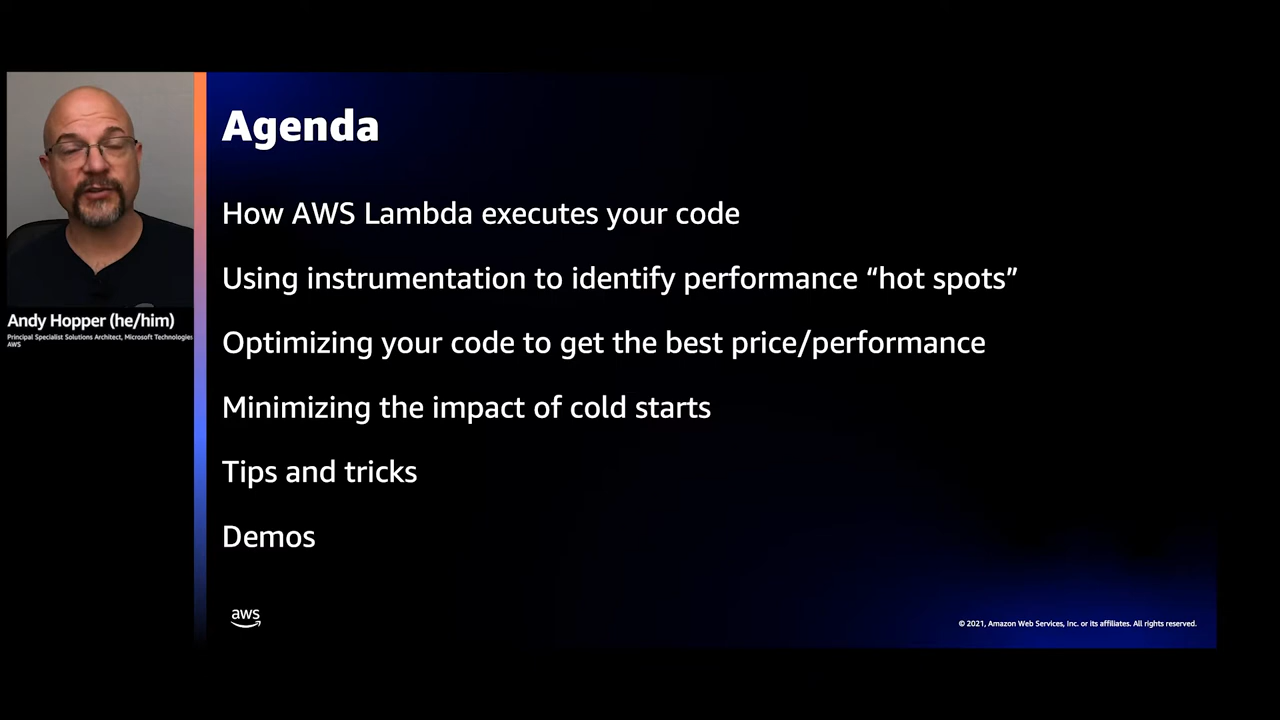 Agenda
How AWS Lambda executes your code
Using instrumentation to identify performance “hot spots”
Optimizing your code to get the best price/performance
Minimizing the impact of cold starts
Tips and tricks
Demos
Andy Hopper (he/him)
Principal Specialist Solutions Architect, Microsoft Technologies
AWS
aws
© 2021, Amazon Web Services, Inc. or its affiliates. All rights reserved.